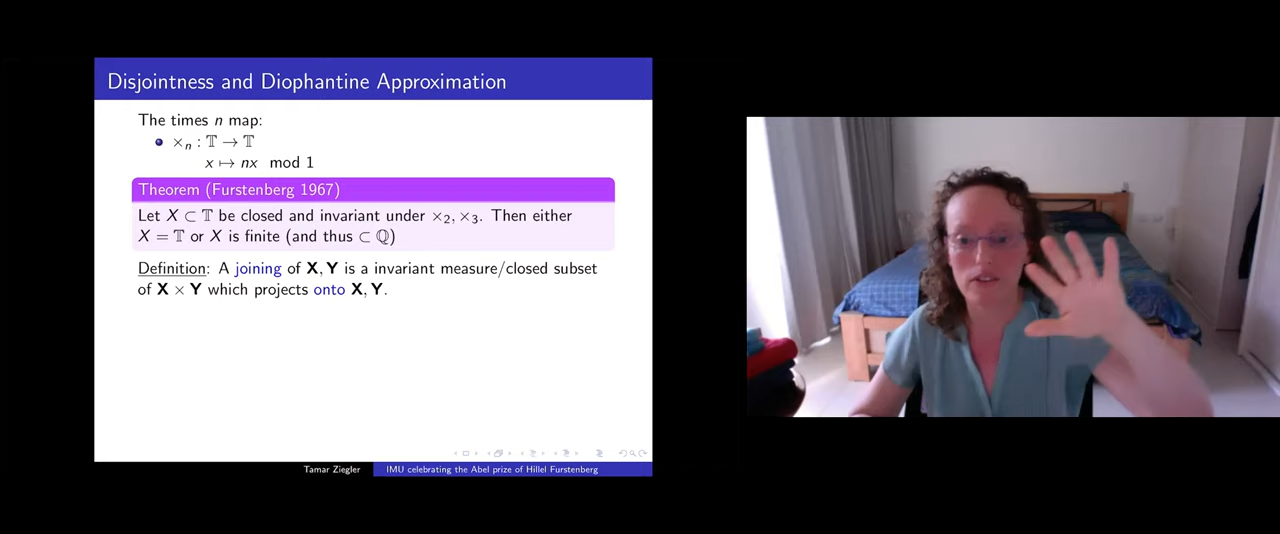 Disjointness and Diophantine Approximation
The times n map:
×ₙ : 𝕋 → 𝕋
x ↦ nx mod 1
Theorem (Furstenberg 1967)
Let X ⊂ 𝕋 be closed and invariant under ×₂, ×₃. Then either
X = 𝕋 or X is finite (and thus ⊂ ℚ)
Definition: A joining of X, Y is a invariant measure/closed subset
of X × Y which projects onto X, Y.
Tamar Ziegler
IMU celebrating the Abel prize of Hillel Furstenberg